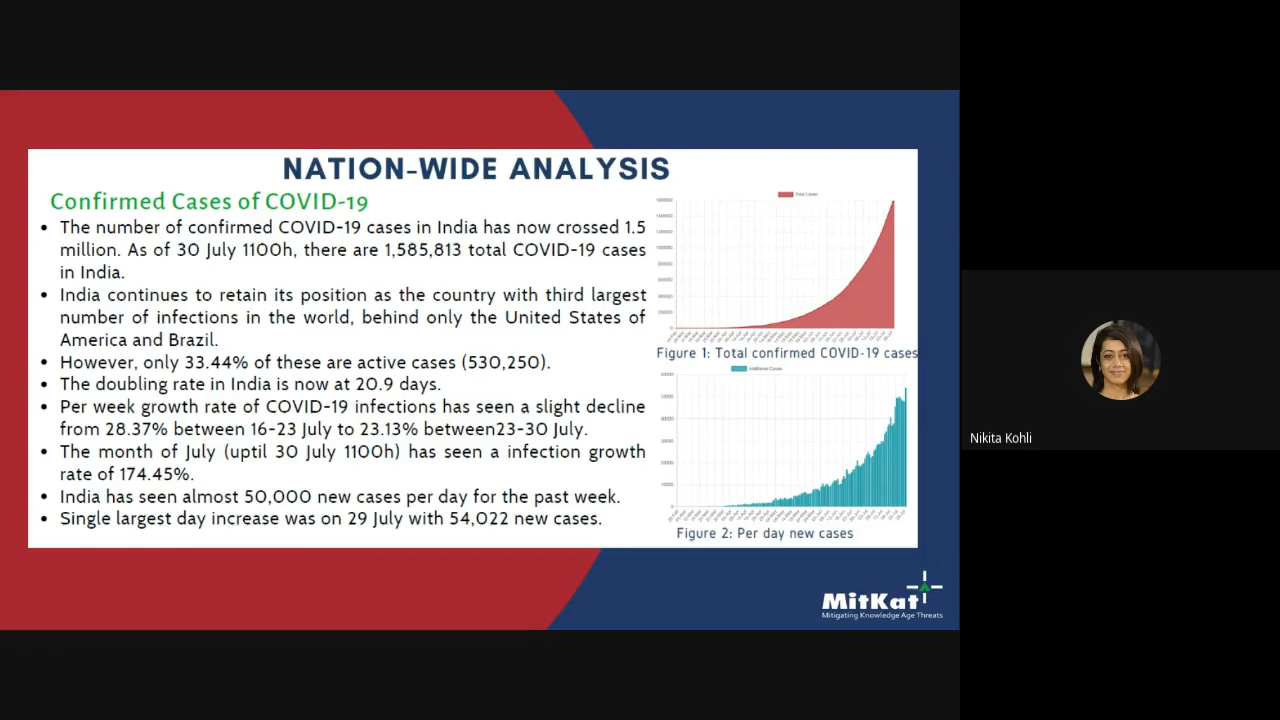 NATION-WIDE ANALYSIS
Confirmed Cases of COVID-19
• The number of confirmed COVID-19 cases in India has now crossed 1.5
million. As of 30 July 1100h, there are 1,585,813 total COVID-19 cases
in India.
• India continues to retain its position as the country with third largest
number of infections in the world, behind only the United States of
America and Brazil.
• However, only 33.44% of these are active cases (530,250).
• The doubling rate in India is now at 20.9 days.
• Per week growth rate of COVID-19 infections has seen a slight decline
from 28.37% between 16-23 July to 23.13% between23-30 July.
• The month of July (uptil 30 July 1100h) has seen a infection growth
rate of 174.45%.
• India has seen almost 50,000 new cases per day for the past week.
• Single largest day increase was on 29 July with 54,022 new cases.
Total Cases
Figure 1: Total confirmed COVID-19 cases
Additional Cases
Figure 2: Per day new cases
MitKat
Mitigating Knowledge Age Threats
Nikita Kohli